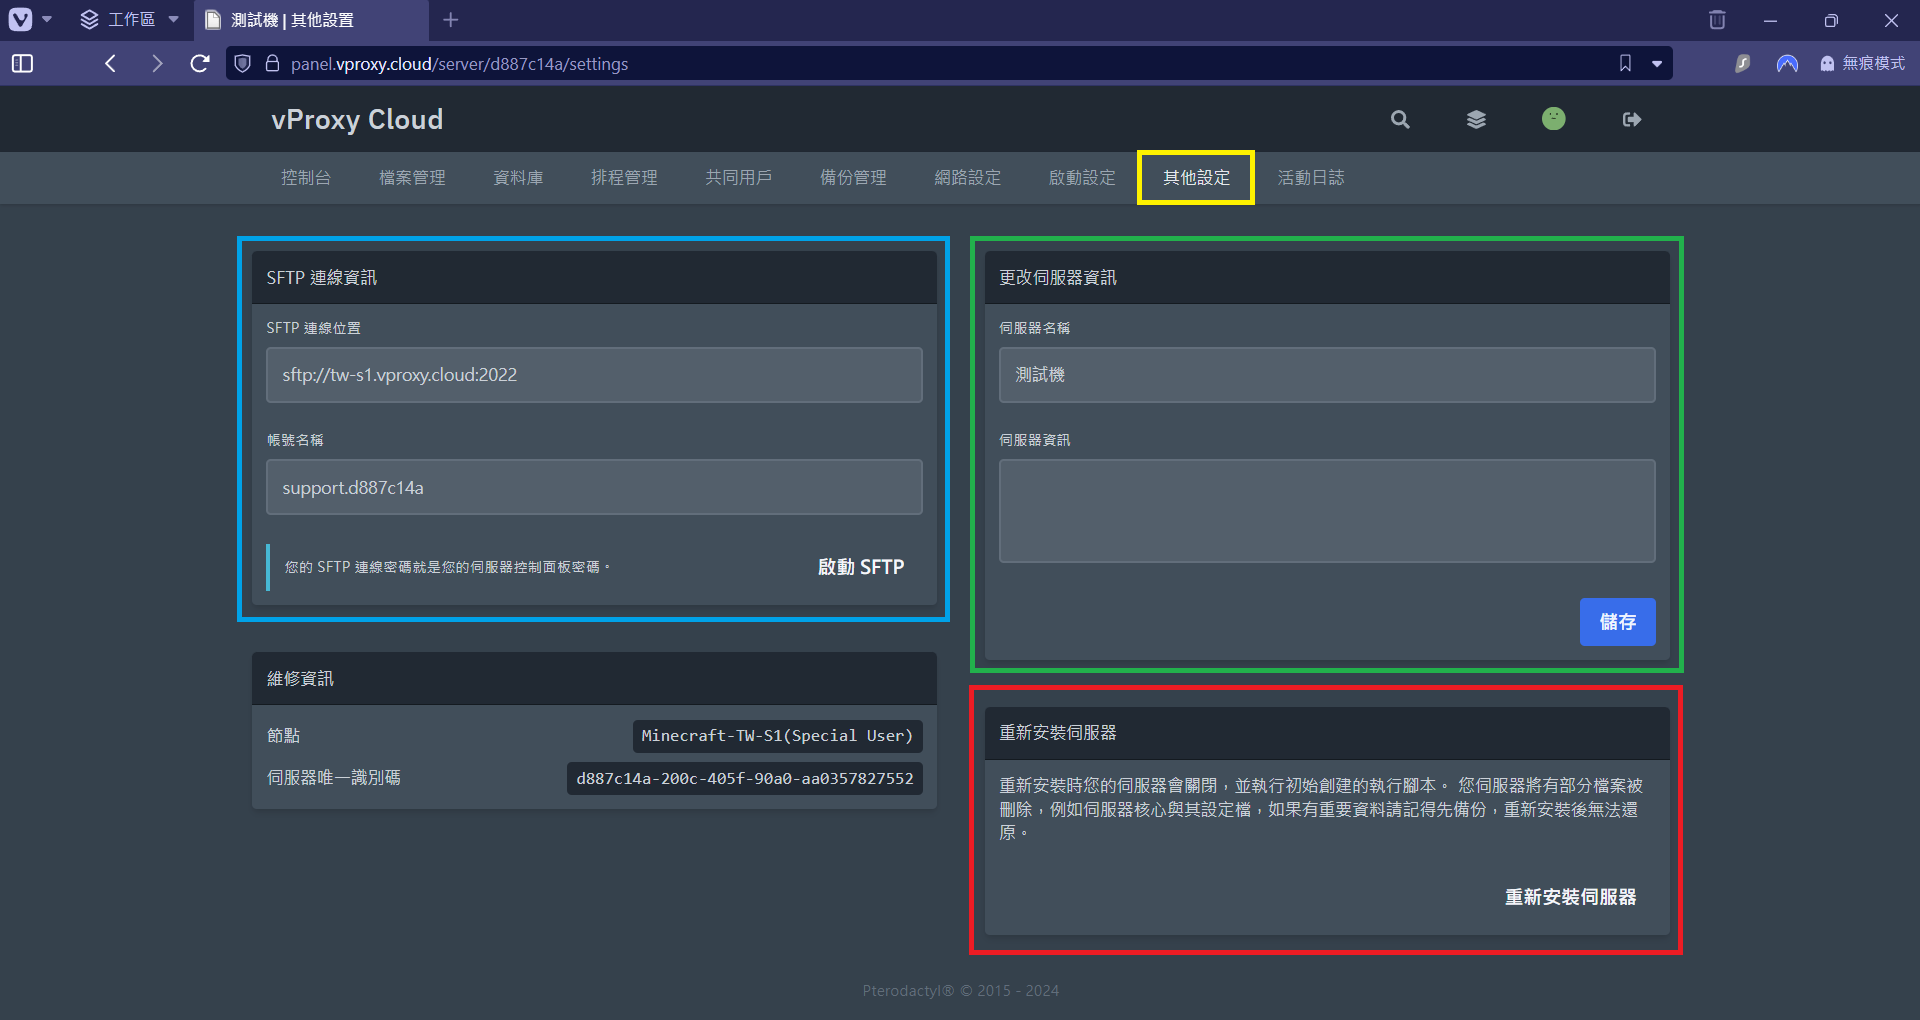 工作區
測試機 | 其他設置
panel.vproxy.cloud/server/d887c14a/settings
無痕模式
vProxy Cloud
控制台
檔案管理
資料庫
排程管理
共同用戶
備份管理
網路設定
啟動設定
其他設定
活動日誌
SFTP 連線資訊
SFTP 連線位置
sftp://tw-s1.vproxy.cloud:2022
帳號名稱
support.d887c14a
您的 SFTP 連線密碼就是您的伺服器控制面板密碼。
啟動 SFTP
維修資訊
節點
Minecraft-TW-S1(Special User)
伺服器唯一識別碼
d887c14a-200c-405f-90a0-aa0357827552
更改伺服器資訊
伺服器名稱
測試機
伺服器資訊
儲存
重新安裝伺服器
重新安裝時您的伺服器會關閉，並執行初始創建的執行腳本。 您伺服器將有部分檔案被
刪除，例如伺服器核心與其設定檔，如果有重要資料請記得先備份，重新安裝後無法還
原。
重新安裝伺服器
Pterodactyl® © 2015 - 2024